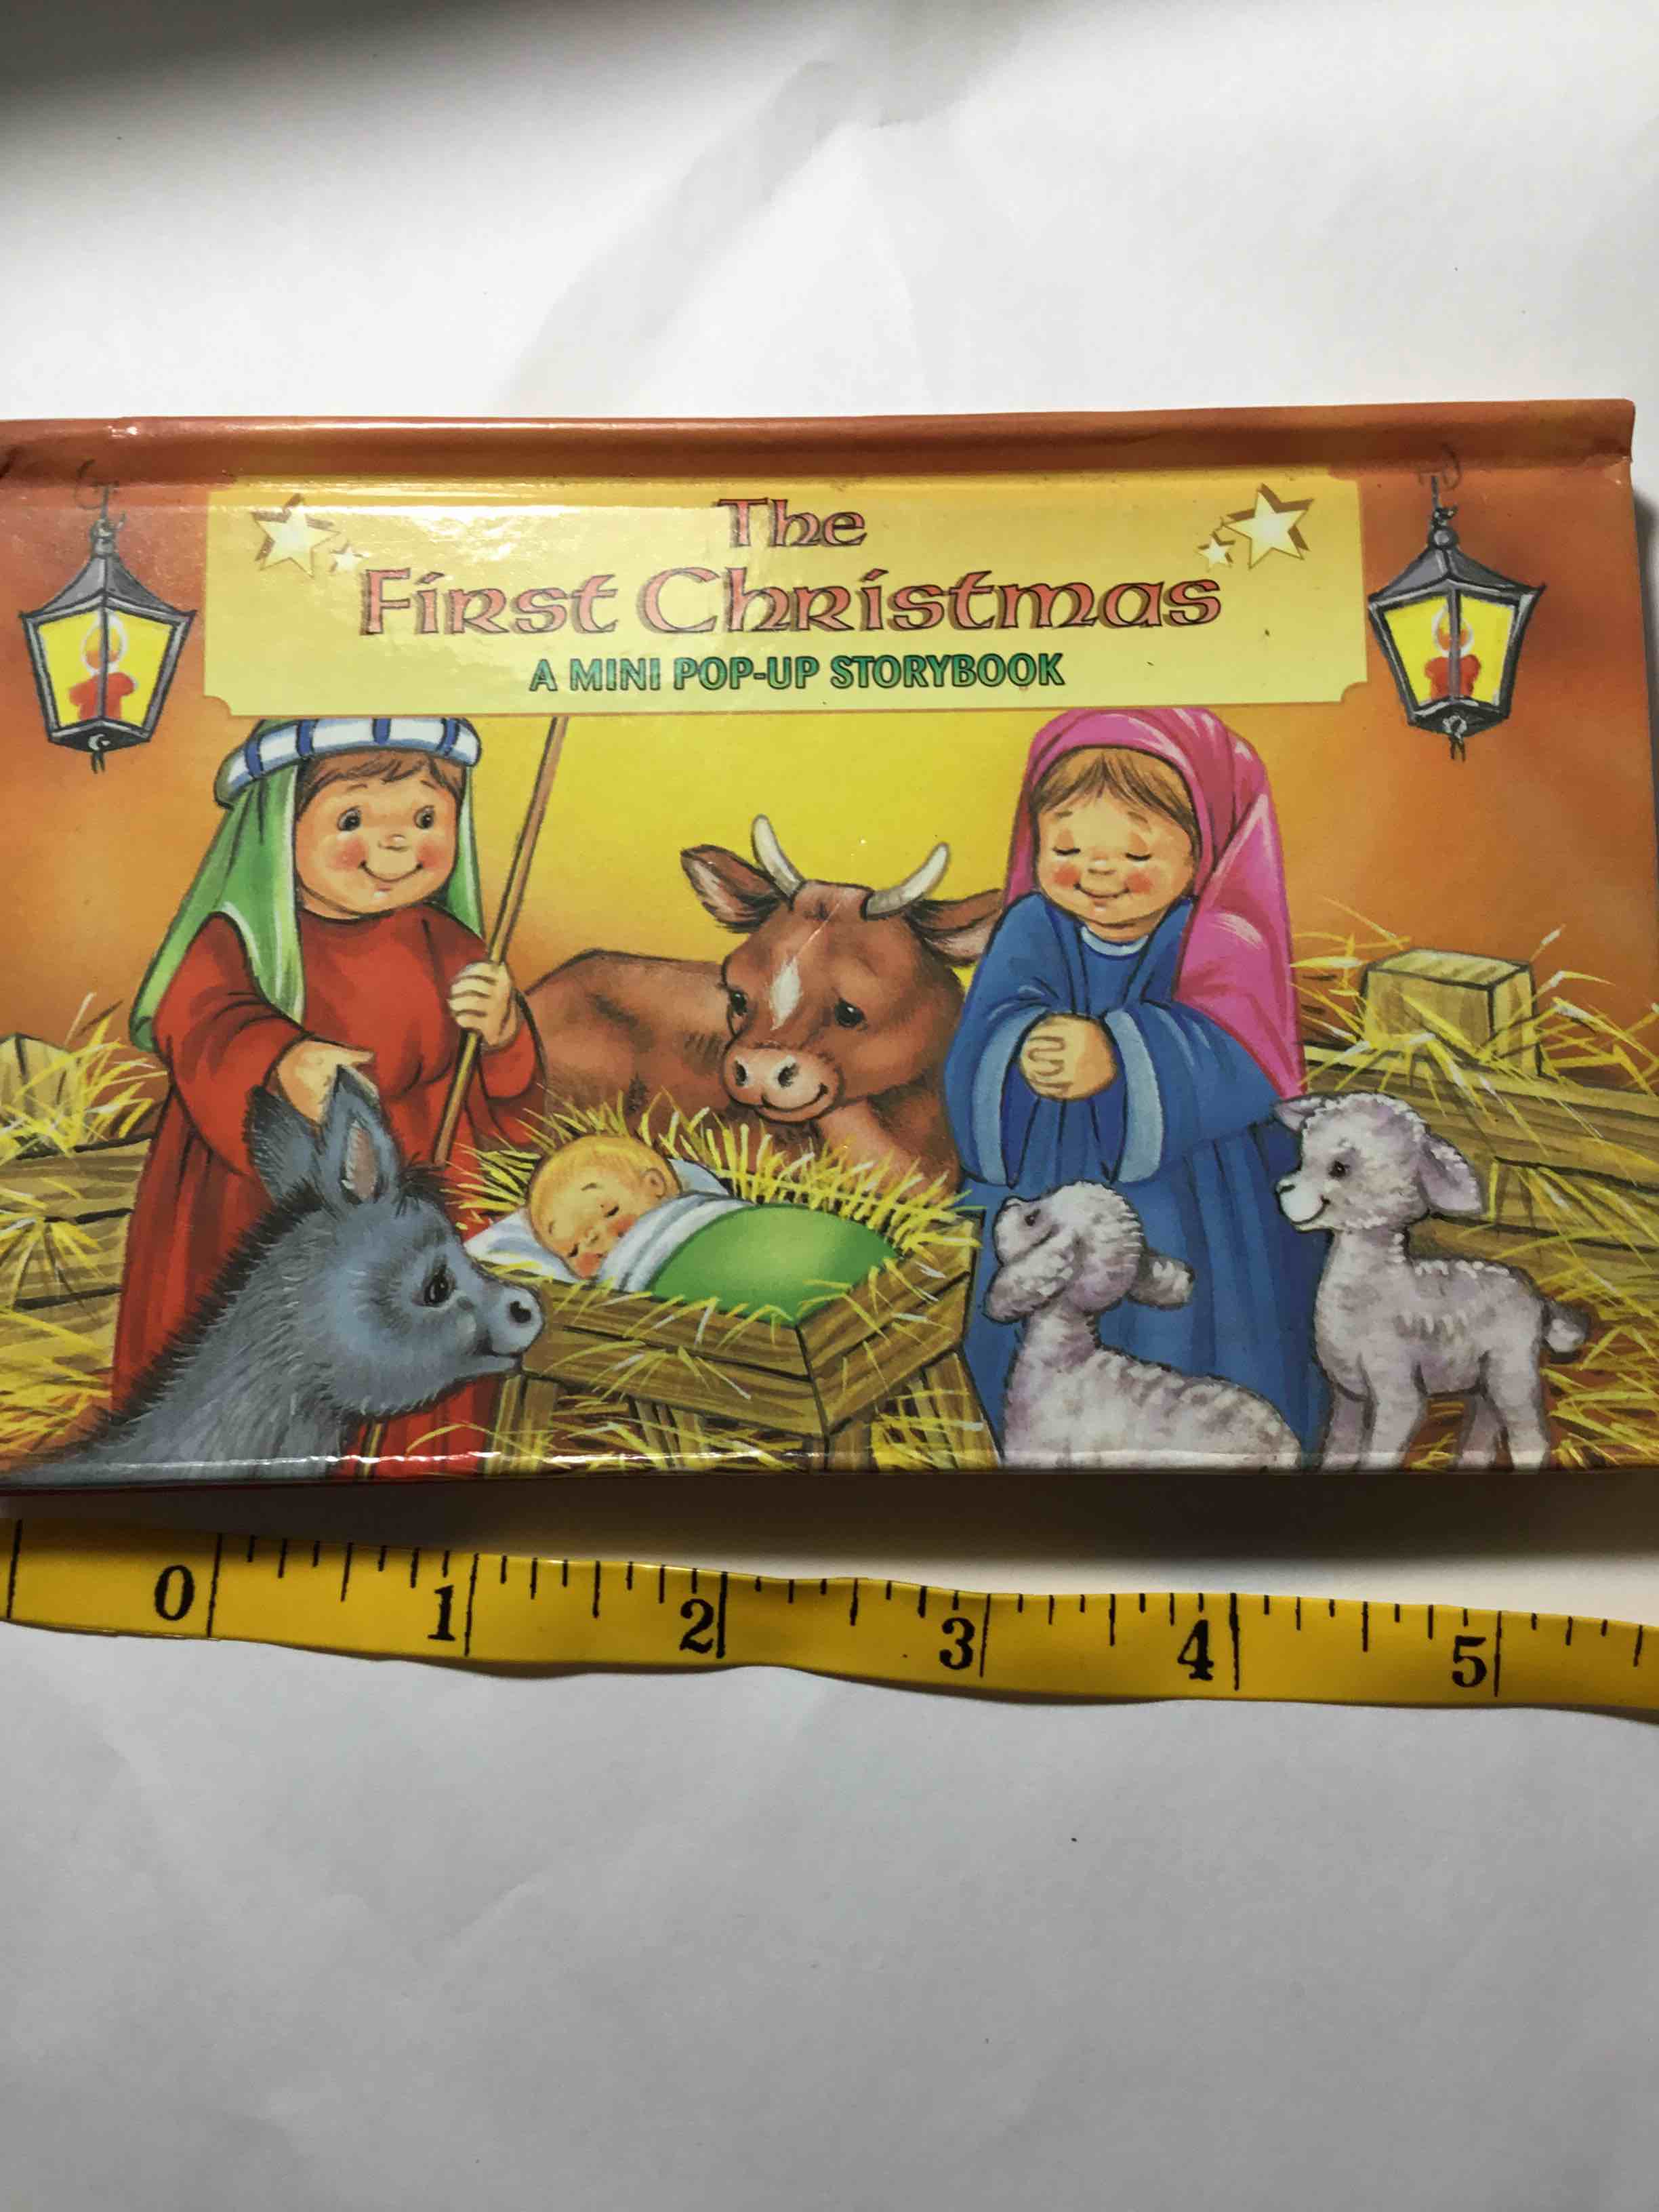 The
First Christmas
A MINI POP-UP STORYBOOK
0 1 2 3 4 5